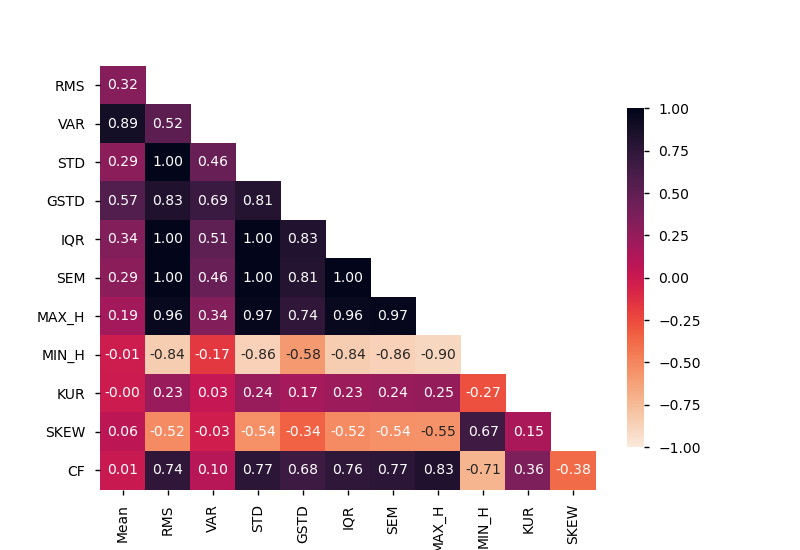 RMS 0.32
VAR 0.89 0.52
STD 0.29 1.00 0.46
GSTD 0.57 0.83 0.69 0.81
IQR 0.34 1.00 0.51 1.00 0.83
SEM 0.29 1.00 0.46 1.00 0.81 1.00
MAX_H 0.19 0.96 0.34 0.97 0.74 0.96 0.97
MIN_H -0.01 -0.84 -0.17 -0.86 -0.58 -0.84 -0.86 -0.90
KUR -0.00 0.23 0.03 0.24 0.17 0.23 0.24 0.25 -0.27
SKEW 0.06 -0.52 -0.03 -0.54 -0.34 -0.52 -0.54 -0.55 0.67 0.15
CF 0.01 0.74 0.10 0.77 0.68 0.76 0.77 0.83 -0.71 0.36 -0.38
Mean RMS VAR STD GSTD IQR SEM MAX_H MIN_H KUR SKEW
1.00
0.75
0.50
0.25
0.00
−0.25
−0.50
−0.75
−1.00